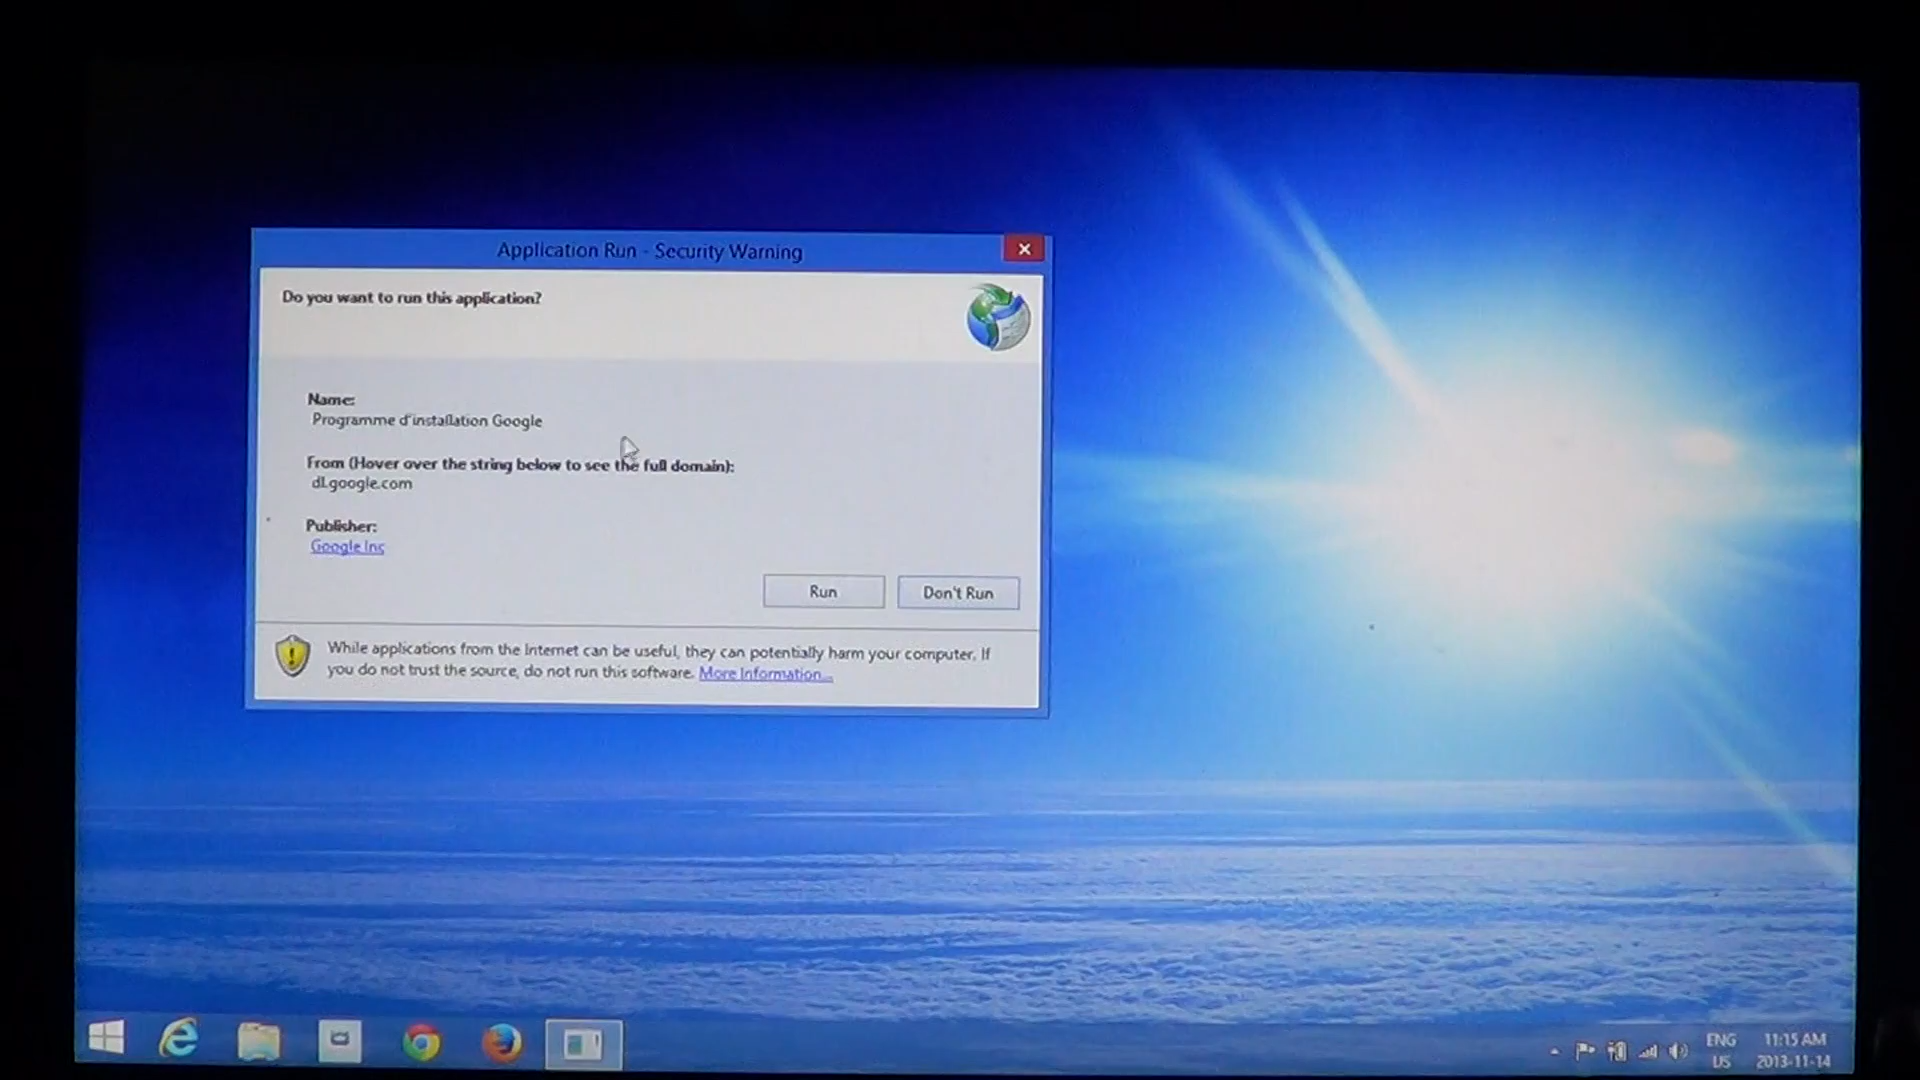 Application Run - Security Warning
Do you want to run this application?
Name:
Programme d'installation Google
From (Hover over the string below to see the full domain):
dl.google.com
Publisher:
Google Inc
Run
Don't Run
While applications from the Internet can be useful, they can potentially harm your computer. If
you do not trust the source, do not run this software. More Information...
ENG
11:15 AM
US
2013-11-14